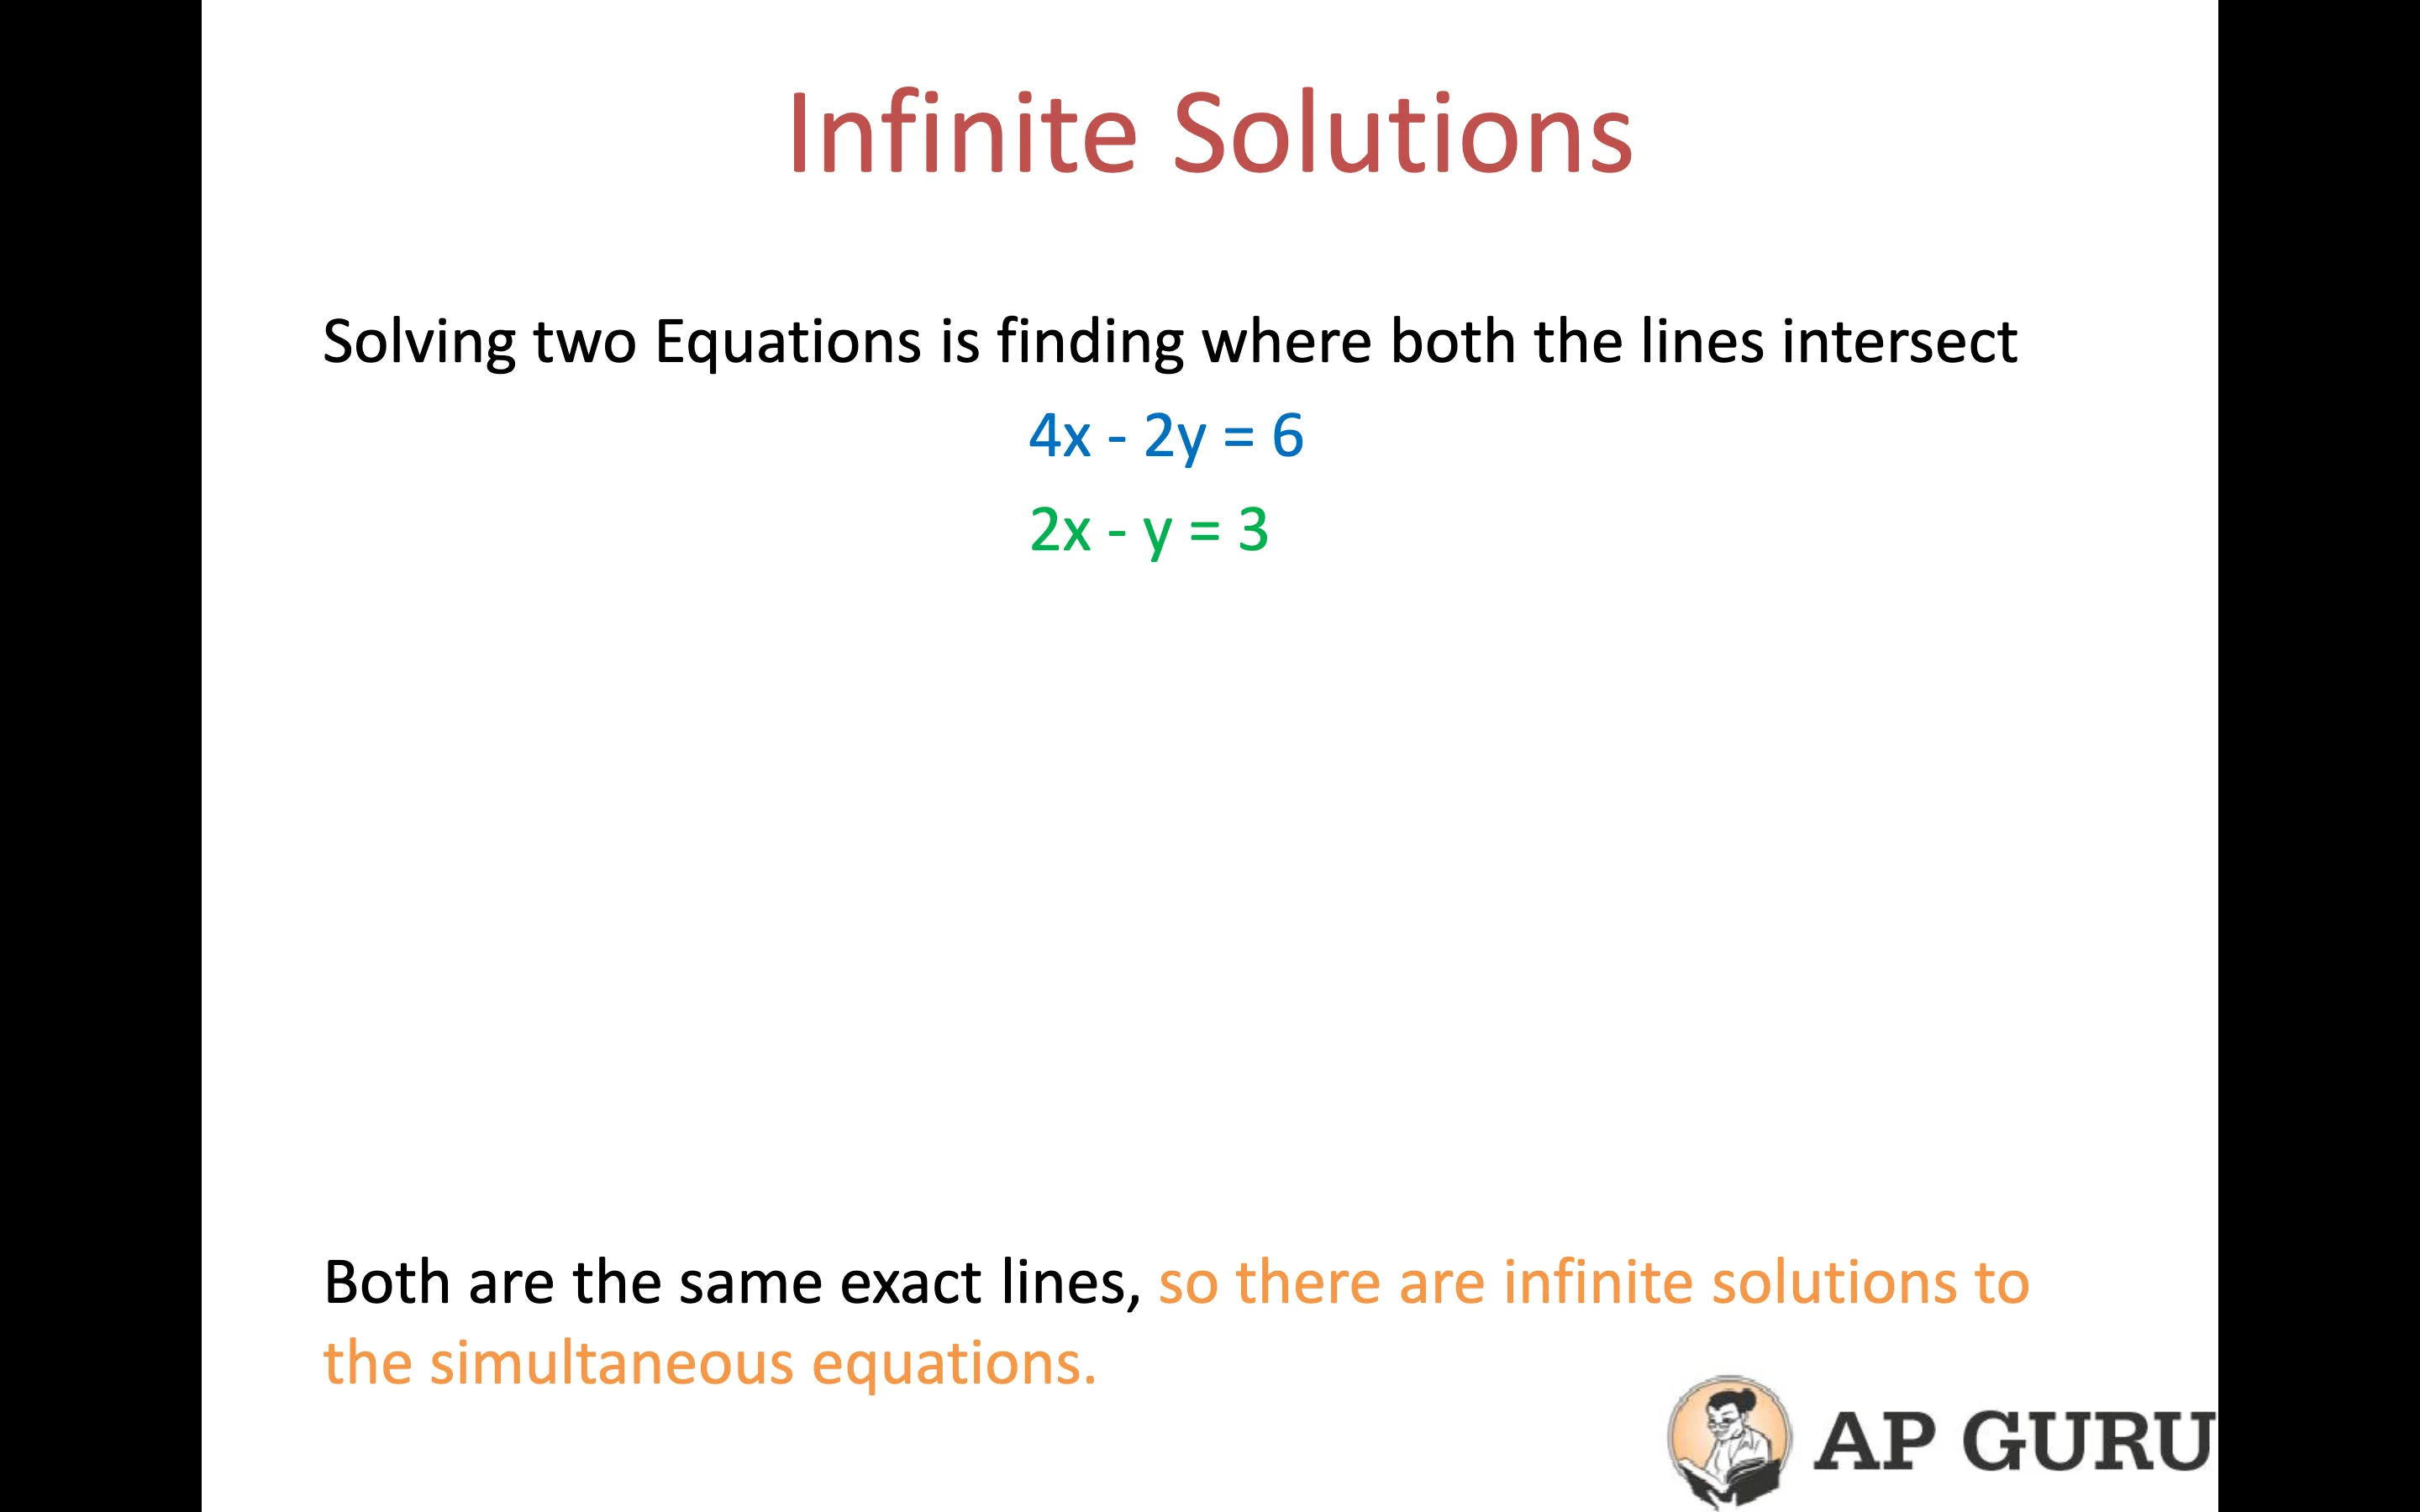 Infinite Solutions
Solving two Equations is finding where both the lines intersect
4x - 2y = 6
2x - y = 3
Both are the same exact lines, so there are infinite solutions to
the simultaneous equations.
AP GURU